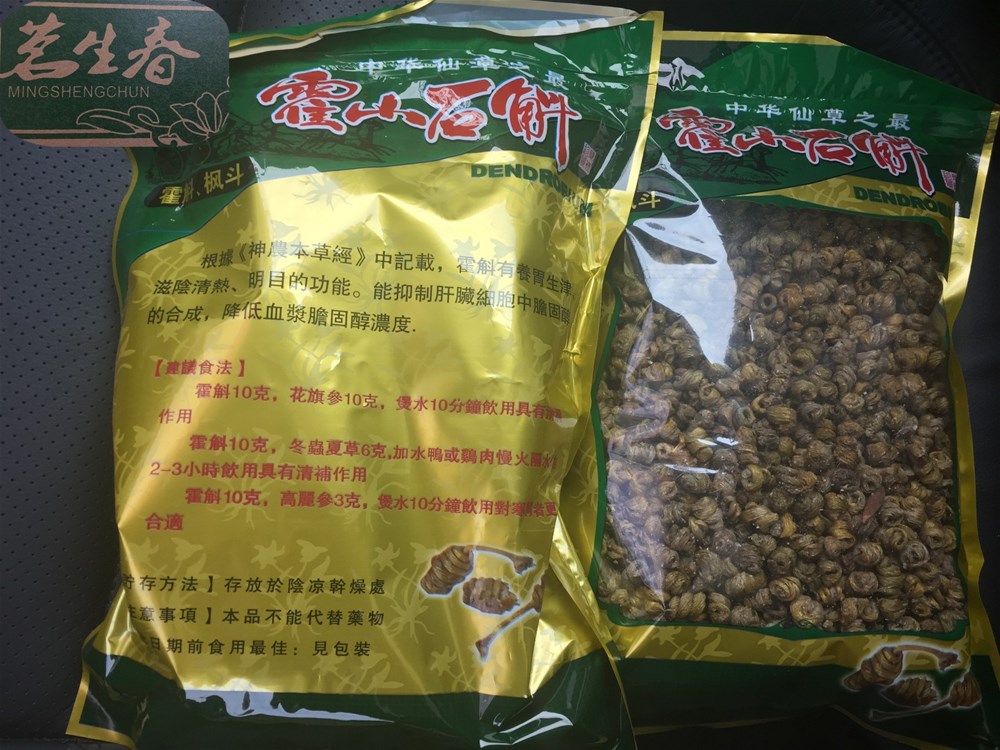 茗生春
MINGSHENGCHUN
中华仙草之最
霍山石斛
DENDROBIUM
霍斛、枫斗
根據《神農本草經》中記載，霍斛有養胃生津，
滋陰清熱、明目的功能。能抑制肝臟細胞中膽固醇
的合成，降低血漿膽固醇濃度.
【建議食法】
霍斛10克，花旗參10克，煲水10分鐘飲用具有
作用
霍斛10克，冬蟲夏草6克,加水鴨或鷄肉慢火
2-3小時飲用具有清補作用
霍斛10克，高麗參3克，煲水10分鐘飲用對寒
合適
貯存方法】存放於陰凉幹燥處
注意事項】本品不能代替藥物
日期前食用最佳：見包裝
中华仙草之最
霍山石斛
DENDRO
斗